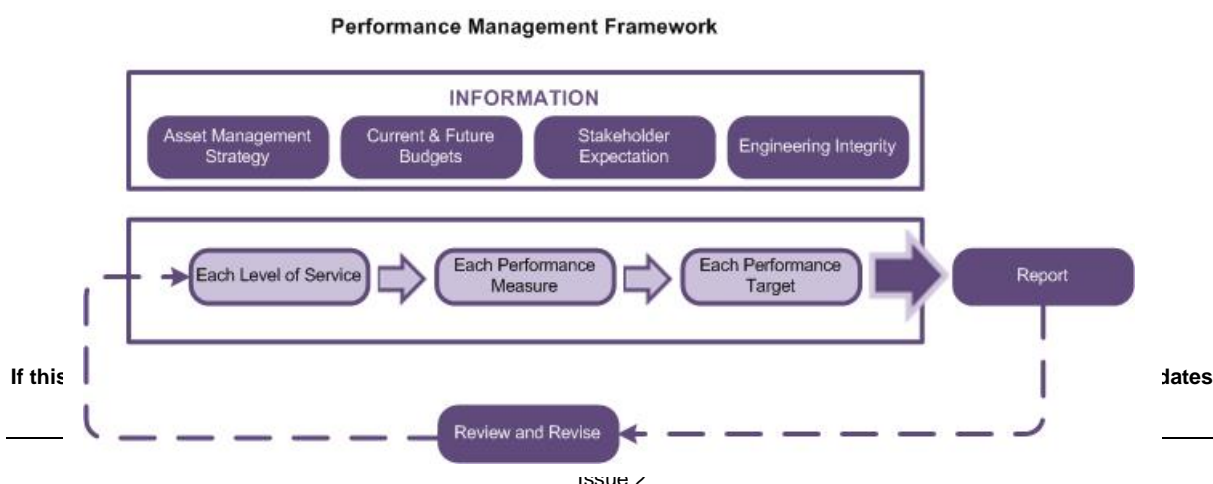 Performance Management Framework
INFORMATION
Asset Management
Strategy
Current & Future
Budgets
Stakeholder
Expectation
Engineering Integrity
Each Level of Service
Each Performance
Measure
Each Performance
Target
Report
If this
Review and Revise